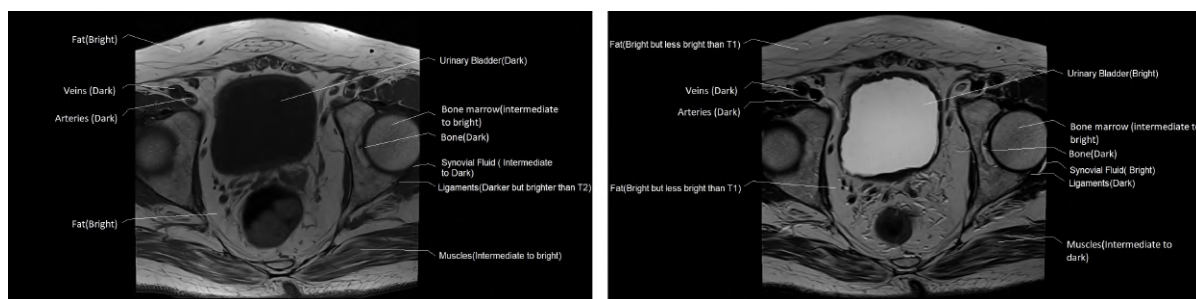 Fat(Bright)
Veins (Dark)
Arteries (Dark)
Fat(Bright)
Urinary Bladder(Dark)
Bone marrow(intermediate
to bright)
Bone(Dark)
Synovial Fluid ( Intermediate
to Dark)
Ligaments(Darker but brighter than T2)
Muscles(Intermediate to bright)
Fat(Bright but less bright than T1)
Veins (Dark)
Arteries (Dark)
Fat(Bright but less bright than T1)
Urinary Bladder(Bright)
Bone marrow (intermediate to
bright)
Bone(Dark)
Synovial Fluid( Bright)
Ligaments(Dark)
Muscles(Intermediate to
dark)